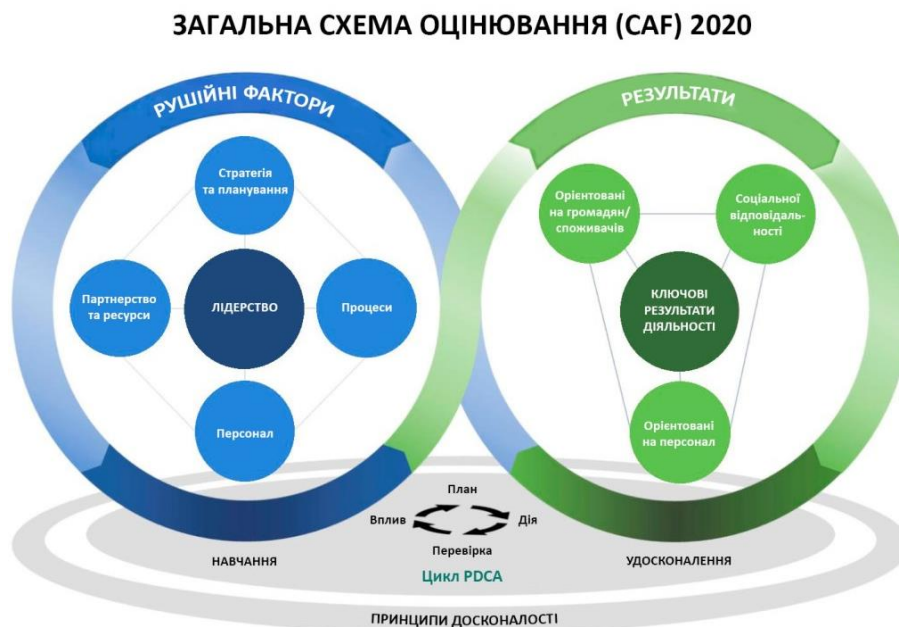 ЗАГАЛЬНА СХЕМА ОЦІНЮВАННЯ (CAF) 2020
РУШІЙНІ ФАКТОРИ
Стратегія
та планування
Партнерство
та ресурси
ЛІДЕРСТВО
Процеси
Персонал
НАВЧАННЯ
РЕЗУЛЬТАТИ
Орієнтовані
на громадян/
споживачів
Соціальної
відповідаль-
ності
КЛЮЧОВІ
РЕЗУЛЬТАТИ
ДІЯЛЬНОСТІ
Орієнтовані
на персонал
УДОСКОНАЛЕННЯ
План
Вплив
Дія
Перевірка
Цикл PDCA
ПРИНЦИПИ ДОСКОНАЛОСТІ